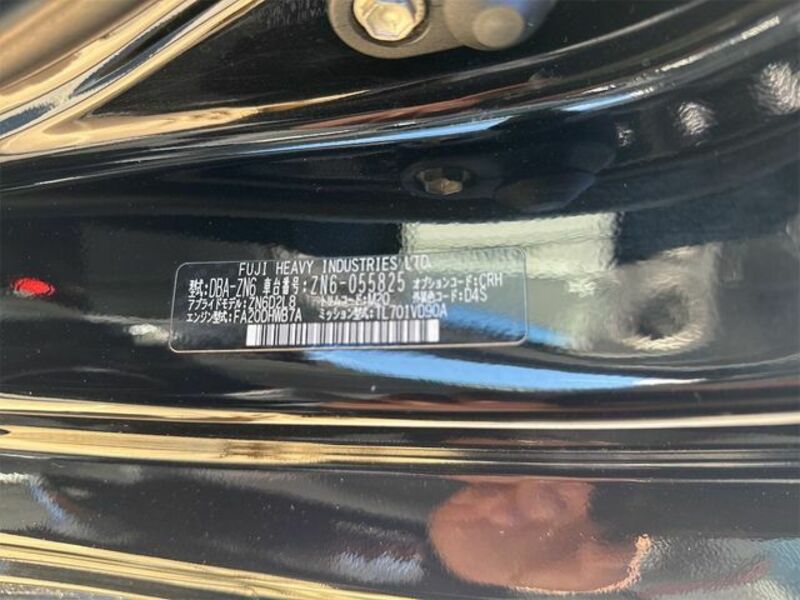 FUJI HEAVY INDUSTRIES LTD.
型式: DBA-ZN6 車台番号: ZN6-055825 オプションコード: CRH
アプライドモデル: ZN6D2L8 トリムコード: M20 外装色コード: D4S
エンジン型式: FA20DHWB7A ミッション型式: TL701VD9DA